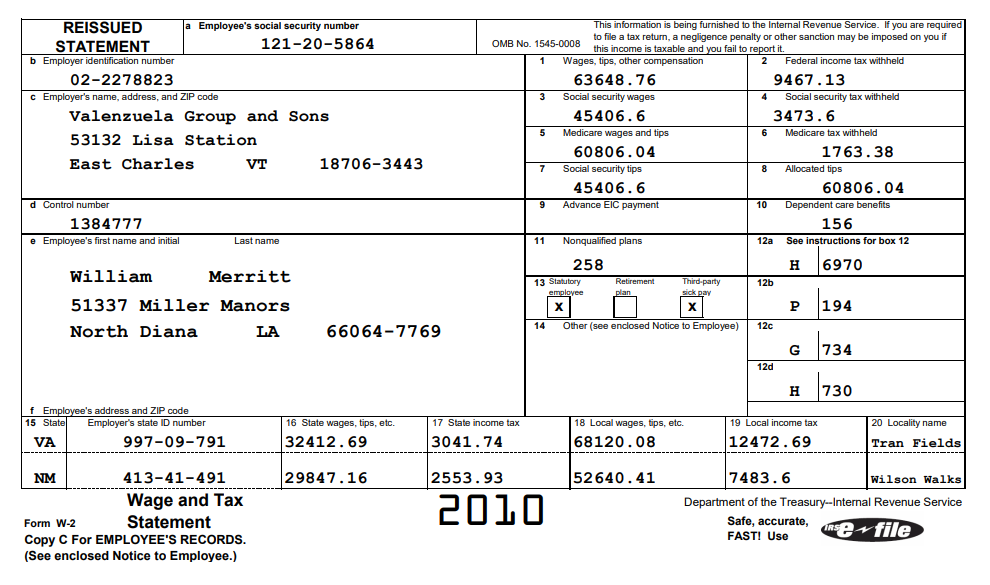 REISSUED STATEMENT
a Employee's social security number
121-20-5864
OMB No. 1545-0008
This information is being furnished to the Internal Revenue Service. If you are required
to file a tax return, a negligence penalty or other sanction may be imposed on you if
this income is taxable and you fail to report it.
b Employer identification number
02-2278823
1 Wages, tips, other compensation
63648.76
2 Federal income tax withheld
9467.13
c Employer's name, address, and ZIP code
Valenzuela Group and Sons
53132 Lisa Station
East Charles VT 18706-3443
3 Social security wages
45406.6
4 Social security tax withheld
3473.6
5 Medicare wages and tips
60806.04
6 Medicare tax withheld
1763.38
7 Social security tips
45406.6
8 Allocated tips
60806.04
d Control number
1384777
9 Advance EIC payment
10 Dependent care benefits
156
e Employee's first name and initial Last name
William Merritt
51337 Miller Manors
North Diana LA 66064-7769
f Employee's address and ZIP code
11 Nonqualified plans
258
12a See instructions for box 12
H 6970
13 Statutory employee Retirement plan Third-party sick pay
X X
12b
P 194
14 Other (see enclosed Notice to Employee)
12c
G 734
12d
H 730
15 State Employer's state ID number 16 State wages, tips, etc. 17 State income tax 18 Local wages, tips, etc. 19 Local income tax 20 Locality name
VA 997-09-791 32412.69 3041.74 68120.08 12472.69 Tran Fields
NM 413-41-491 29847.16 2553.93 52640.41 7483.6 Wilson Walks
Form W-2 Wage and Tax Statement
2010
Department of the Treasury--Internal Revenue Service
Copy C For EMPLOYEE'S RECORDS.
(See enclosed Notice to Employee.)
Safe, accurate,
FAST! Use
IRS e-file